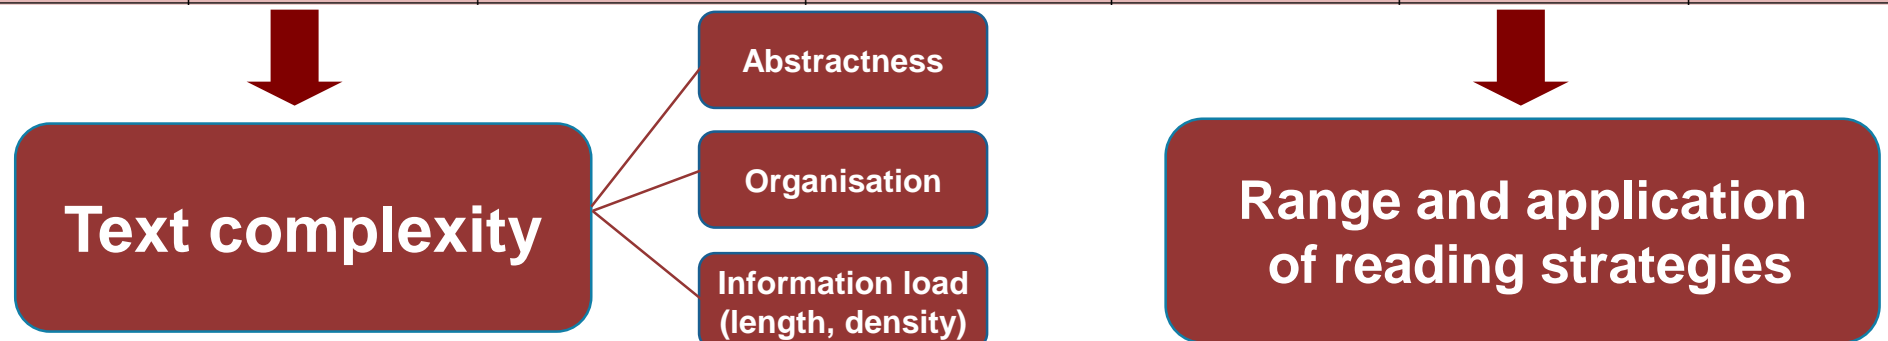 Text complexity
Abstractness
Organisation
Information load
(length, density)
Range and application
of reading strategies